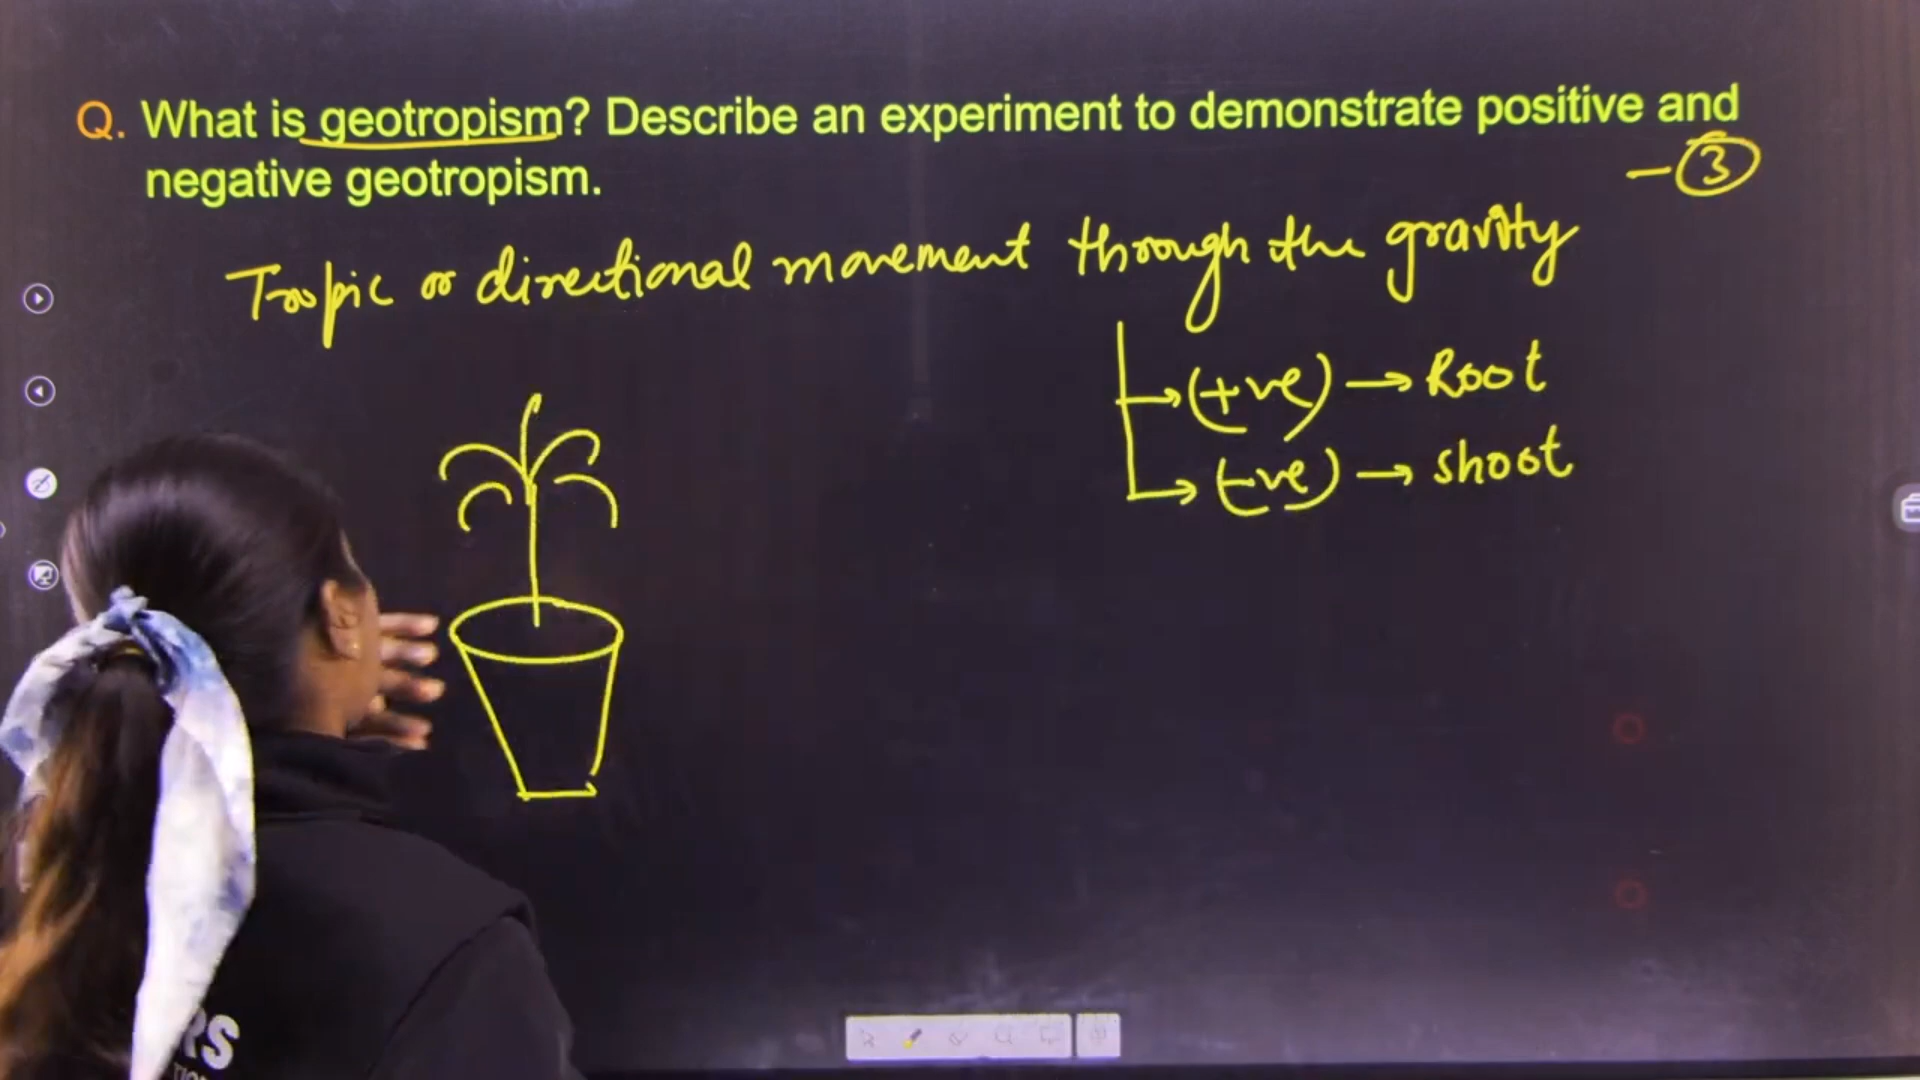 Q. What is geotropism? Describe an experiment to demonstrate positive and
negative geotropism.
- 3
Tropic or directional movement through the gravity
→ (+ve) → Root
→ (-ve) → shoot
RS